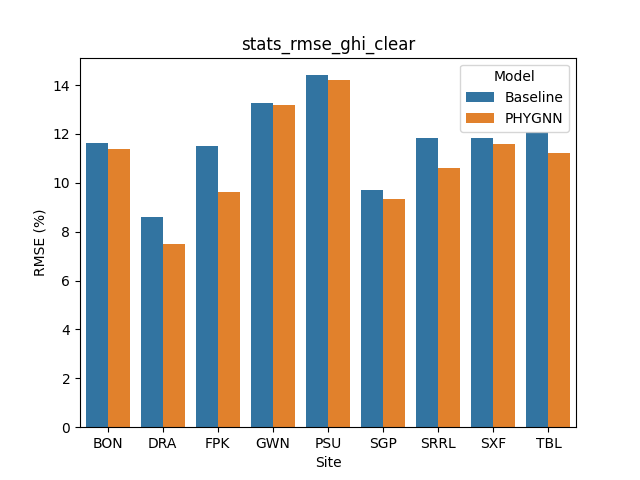 stats_rmse_ghi_clear
Model
Baseline
PHYGNN
RMSE (%)
14
12
10
8
6
4
2
0
BON DRA FPK GWN PSU SGP SRRL SXF TBL
Site